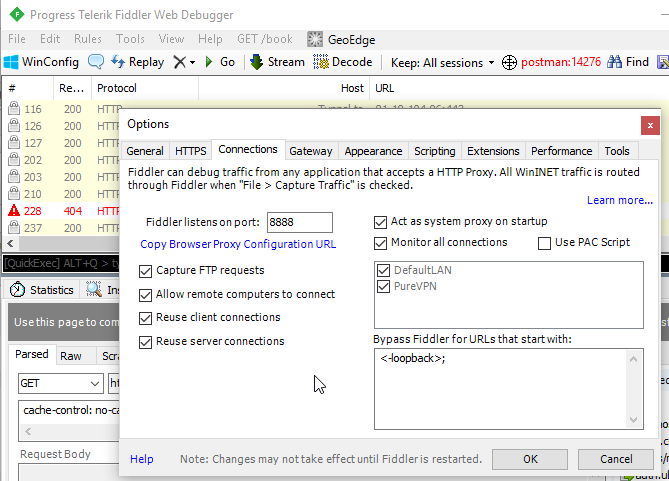 Progress Telerik Fiddler Web Debugger
File Edit Rules Tools View Help GET /book GeoEdge
WinConfig Replay Go Stream Decode Keep: All sessions postman:14276 Find
# Re... Protocol Host URL
116 200 HTTP
126 200 HTTP
127 200 HTTP
202 200 HTTP
203 200 HTTP
210 200 HTTP
228 404 HTTP
237 200 HTTP
[QuickExec] ALT+Q >
Statistics
Use this page to com
Parsed Raw
GET
cache-control: no-ca
Request Body
Options
General HTTPS Connections Gateway Appearance Scripting Extensions Performance Tools
Fiddler can debug traffic from any application that accepts a HTTP Proxy. All WinINET traffic is routed
through Fiddler when "File > Capture Traffic" is checked.
Learn more...
Fiddler listens on port: 8888
Copy Browser Proxy Configuration URL
Capture FTP requests
Allow remote computers to connect
Reuse client connections
Reuse server connections
Act as system proxy on startup
Monitor all connections Use PAC Script
DefaultLAN
PureVPN
Bypass Fiddler for URLs that start with:
<-loopback>;
Help Note: Changes may not take effect until Fiddler is restarted. OK Cancel